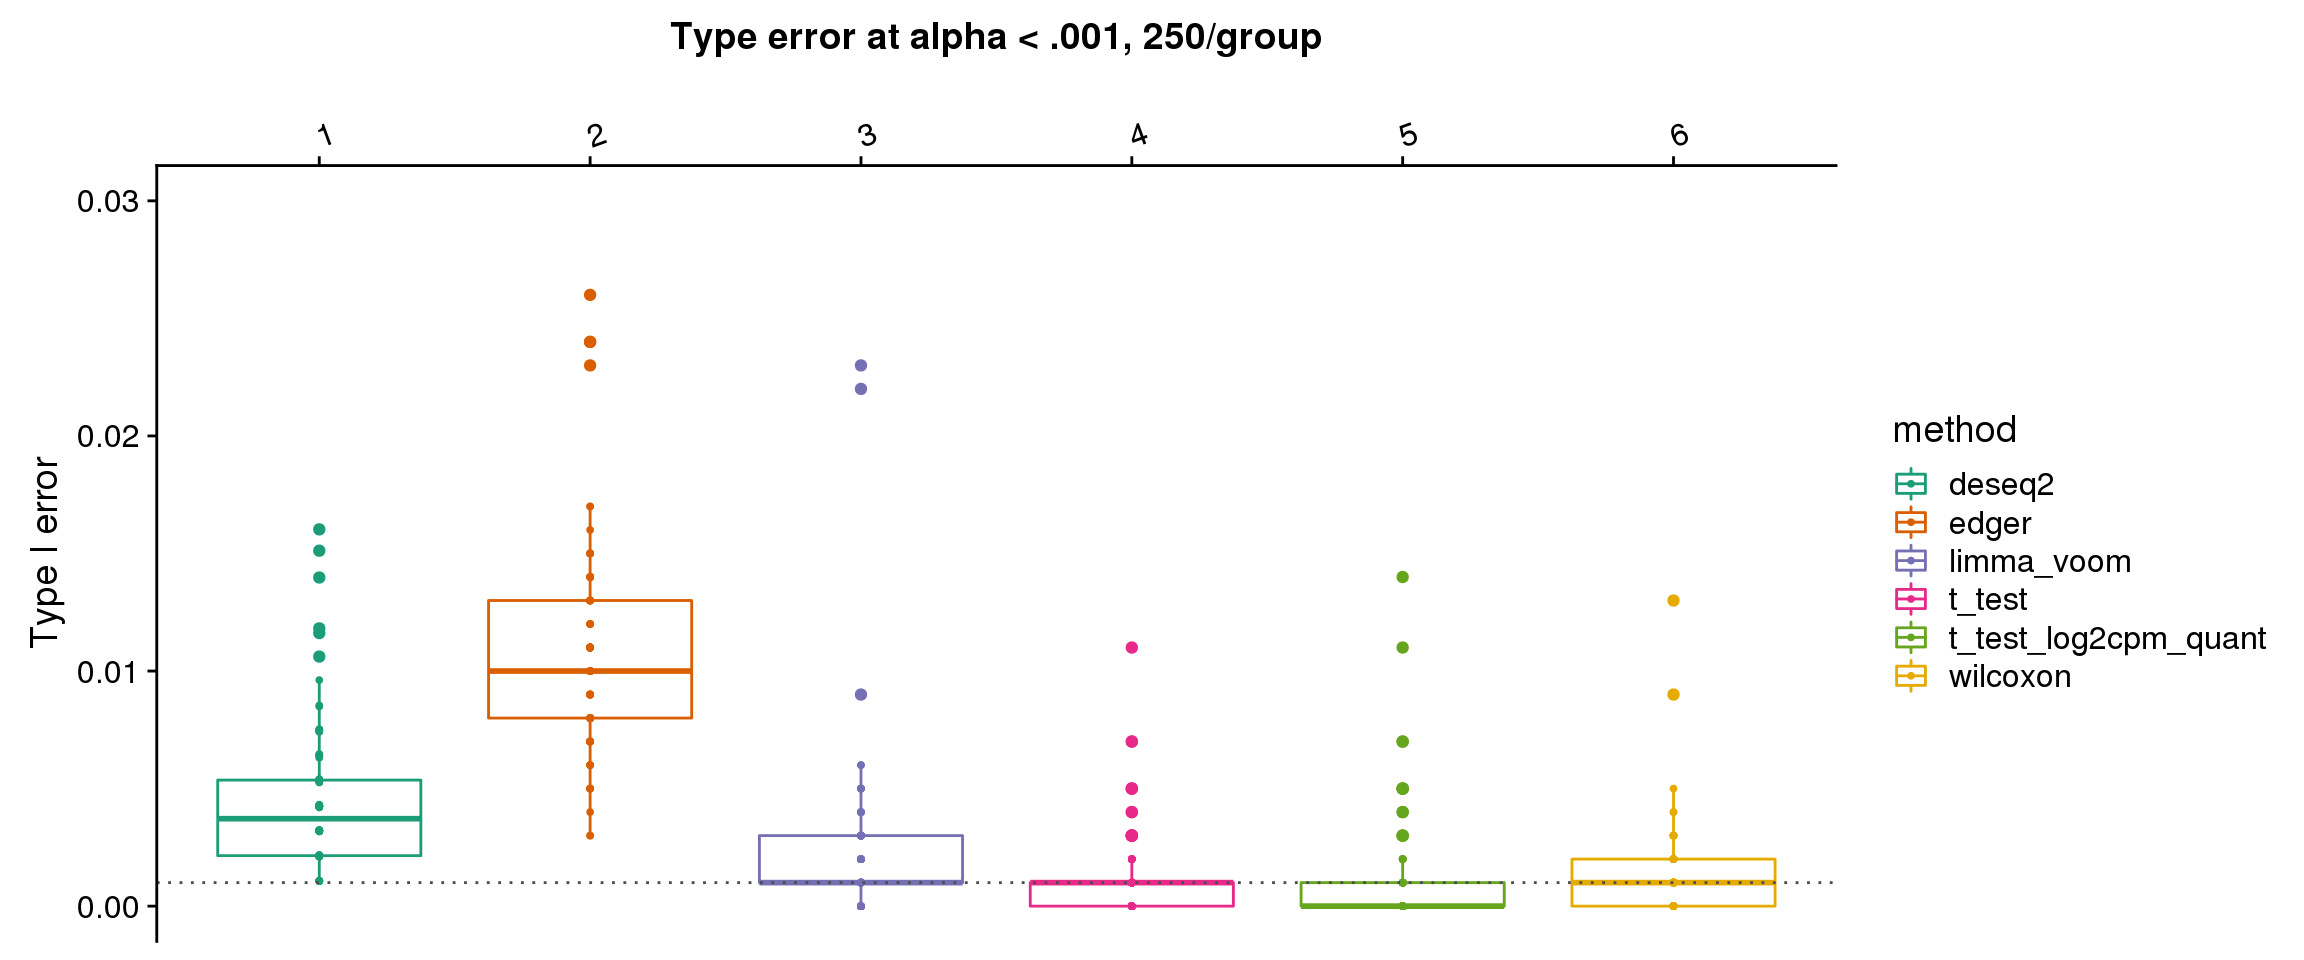 Type error at alpha < .001, 250/group
1 2 3 4 5 6
0.03
0.02
0.01
0.00
Type I error
method
deseq2
edger
limma_voom
t_test
t_test_log2cpm_quant
wilcoxon